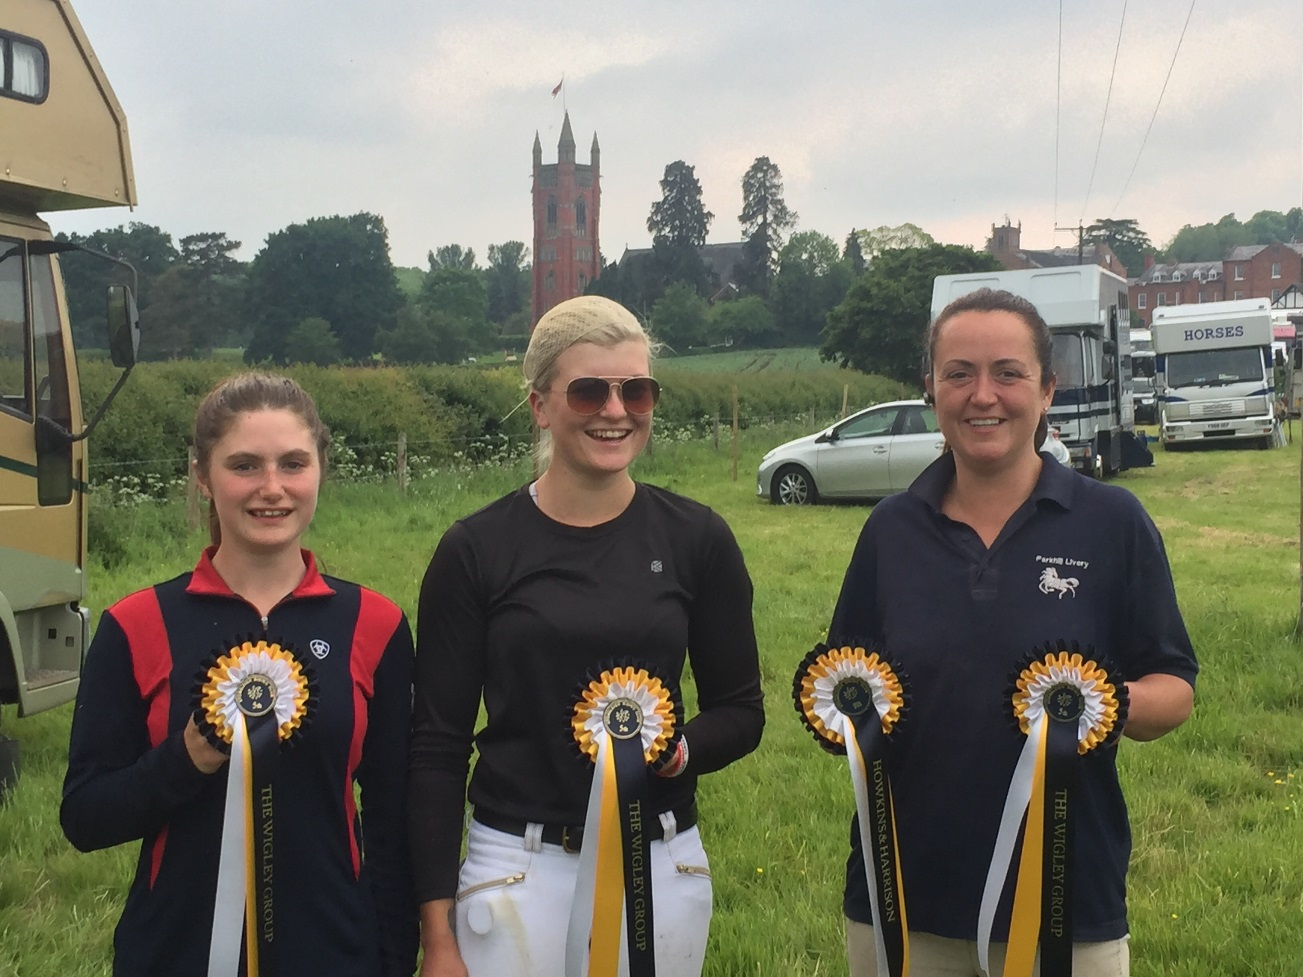 HORSES
Parkhill Livery
THE WIGLEY GROUP
THE WIGLEY GROUP
HOWKINS & HARRISON
THE WIGLEY GROUP